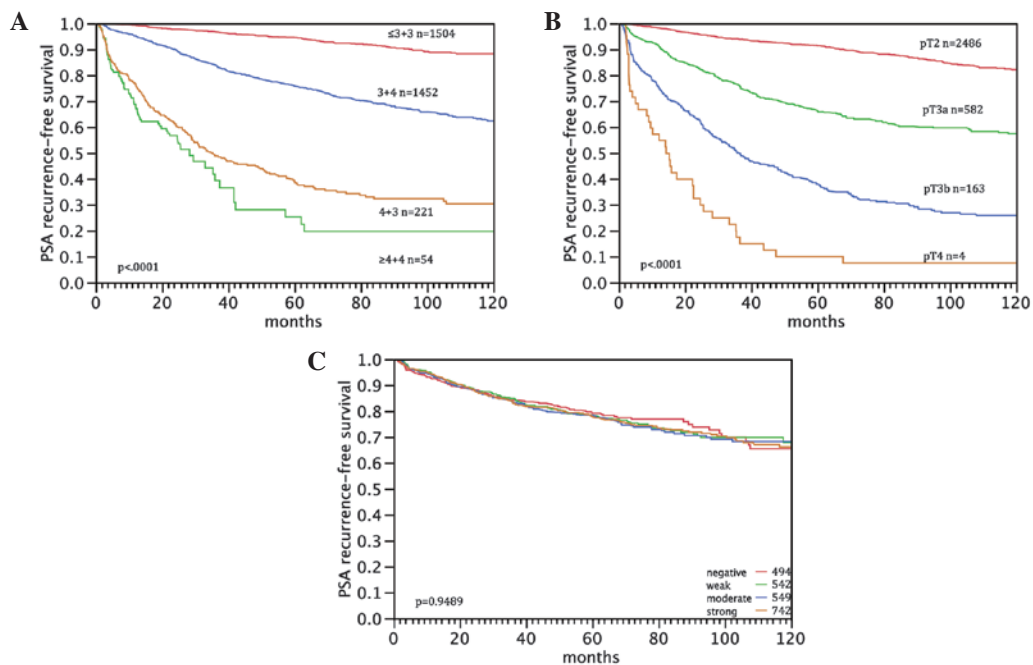 A
PSA recurrence-free survival
1.0
0.9
0.8
0.7
0.6
0.5
0.4
0.3
0.2
0.1
0.0
≤3+3 n=1504
3+4 n=1452
4+3 n=221
≥4+4 n=54
p<.0001
0 20 40 60 80 100 120
months
B
PSA recurrence-free survival
1.0
0.9
0.8
0.7
0.6
0.5
0.4
0.3
0.2
0.1
0.0
pT2 n=2486
pT3a n=582
pT3b n=163
pT4 n=4
p<.0001
0 20 40 60 80 100 120
months
C
PSA recurrence-free survival
1.0
0.9
0.8
0.7
0.6
0.5
0.4
0.3
0.2
0.1
0.0
negative 494
weak 542
moderate 549
strong 742
p=0.9489
0 20 40 60 80 100 120
months